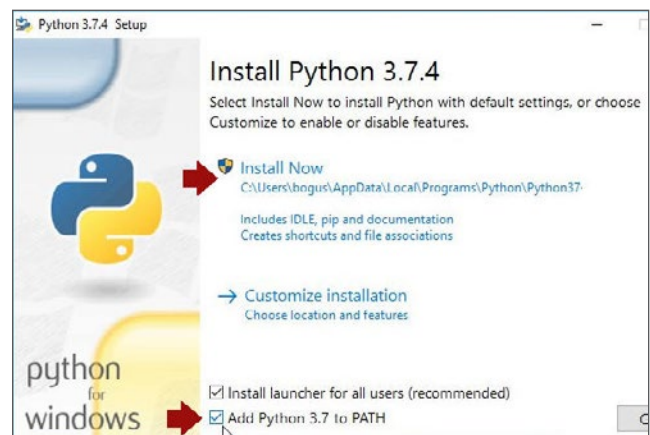 Python 3.7.4 Setup
Install Python 3.7.4
Select Install Now to install Python with default settings, or choose
Customize to enable or disable features.
Install Now
C:\Users\bogus\AppData\Local\Programs\Python\Python37-
Includes IDLE, pip and documentation
Creates shortcuts and file associations
Customize installation
Choose location and features
python
for
windows
Install launcher for all users (recommended)
Add Python 3.7 to PATH
C